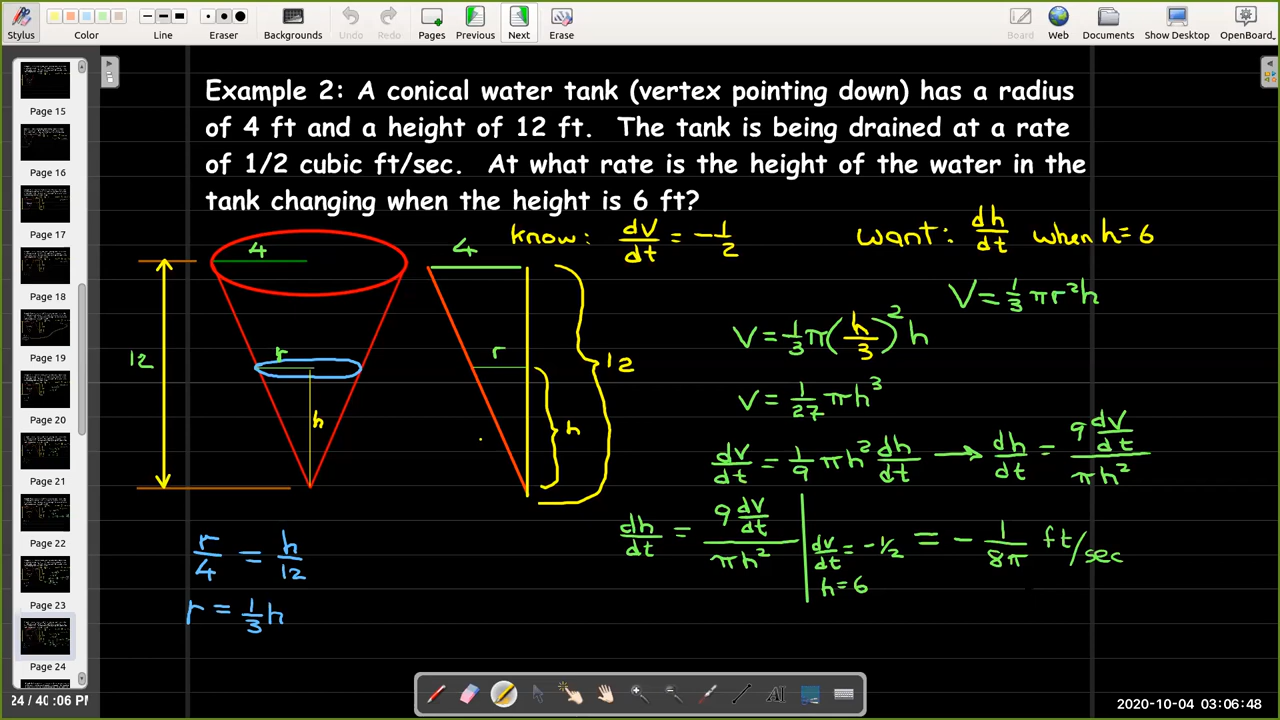 Stylus
Color
Line
Eraser
Backgrounds
Undo
Redo
Pages
Previous
Next
Erase
Board
Web
Documents
Show Desktop
OpenBoard
Page 15
Page 16
Page 17
Page 18
Page 19
Page 20
Page 21
Page 22
Page 23
Page 24
24 / 40
:06 PM
Example 2: A conical water tank (vertex pointing down) has a radius
of 4 ft and a height of 12 ft. The tank is being drained at a rate
of 1/2 cubic ft/sec. At what rate is the height of the water in the
tank changing when the height is 6 ft?
know: dV/dt = -1/2
want: dh/dt when h=6
4
r
h
12
4
r
h
12
r/4 = h/12
r = 1/3 h
V = 1/3 πr²h
V = 1/3 π(h/3)² h
V = 1/27 πh³
dV/dt = 1/9 πh² dh/dt → dh/dt = 9 dV/dt / πh²
dh/dt = 9 dV/dt / πh² | dV/dt = -1/2 h=6 = - 1/8π ft/sec
AI
2020-10-04 03:06:48